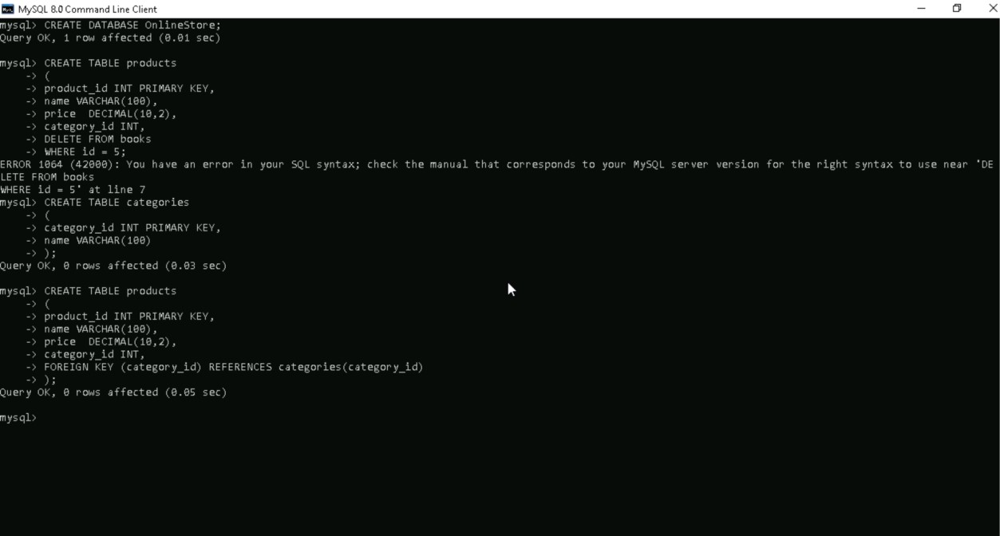 MySQL 8.0 Command Line Client
mysql> CREATE DATABASE OnlineStore;
Query OK, 1 row affected (0.01 sec)
mysql> CREATE TABLE products
-> (
-> product_id INT PRIMARY KEY,
-> name VARCHAR(100),
-> price  DECIMAL(10,2),
-> category_id INT,
-> DELETE FROM books
-> WHERE id = 5;
ERROR 1064 (42000): You have an error in your SQL syntax; check the manual that corresponds to your MySQL server version for the right syntax to use near 'DE
LETE FROM books
WHERE id = 5' at line 7
mysql> CREATE TABLE categories
-> (
-> category_id INT PRIMARY KEY,
-> name VARCHAR(100)
-> );
Query OK, 0 rows affected (0.03 sec)
mysql> CREATE TABLE products
-> (
-> product_id INT PRIMARY KEY,
-> name VARCHAR(100),
-> price  DECIMAL(10,2),
-> category_id INT,
-> FOREIGN KEY (category_id) REFERENCES categories(category_id)
-> );
Query OK, 0 rows affected (0.05 sec)
mysql>